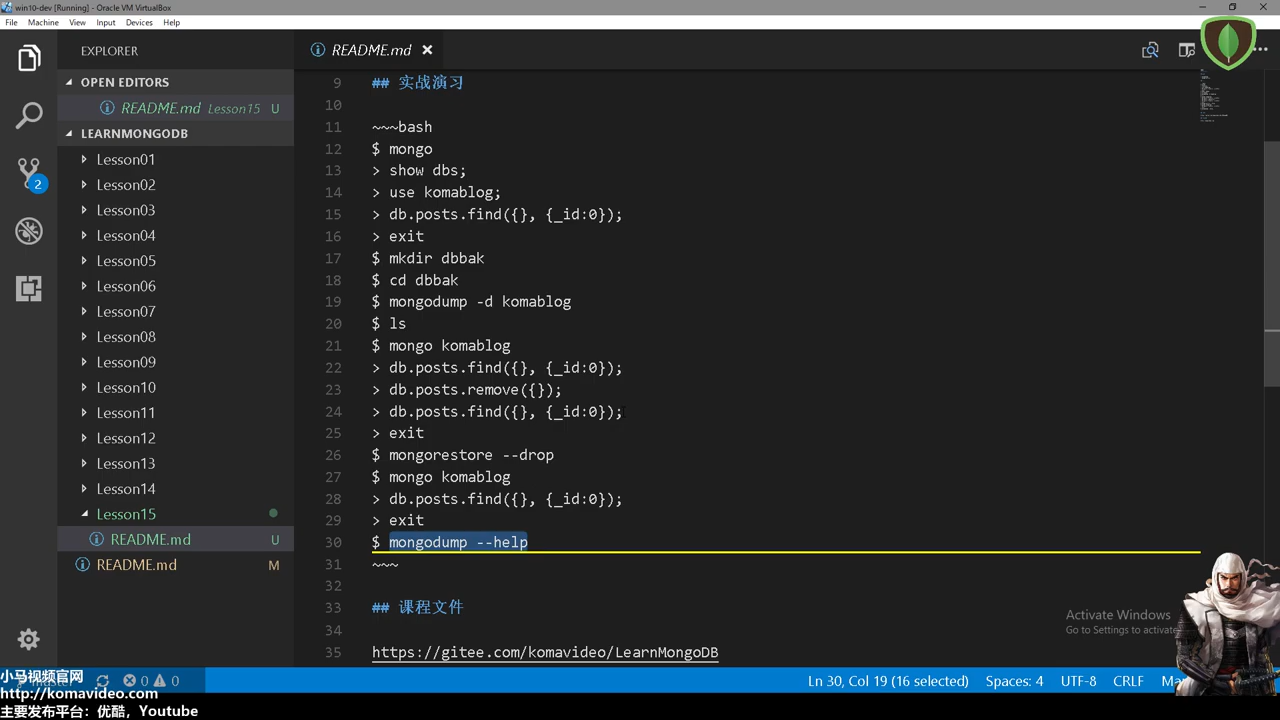 win10-dev [Running] - Oracle VM VirtualBox
File Machine View Input Devices Help
EXPLORER
OPEN EDITORS
README.md Lesson15 U
LEARNMONGODB
Lesson01
Lesson02
Lesson03
Lesson04
Lesson05
Lesson06
Lesson07
Lesson08
Lesson09
Lesson10
Lesson11
Lesson12
Lesson13
Lesson14
Lesson15
README.md U
README.md M
2
README.md
9 ## 实战演习
10
11 ~~~bash
12 $ mongo
13 > show dbs;
14 > use komablog;
15 > db.posts.find({}, {_id:0});
16 > exit
17 $ mkdir dbbak
18 $ cd dbbak
19 $ mongodump -d komablog
20 $ ls
21 $ mongo komablog
22 > db.posts.find({}, {_id:0});
23 > db.posts.remove({});
24 > db.posts.find({}, {_id:0});
25 > exit
26 $ mongorestore --drop
27 $ mongo komablog
28 > db.posts.find({}, {_id:0});
29 > exit
30 $ mongodump --help
31 ~~~
32
33 ## 课程文件
34
35 https://gitee.com/komavideo/LearnMongoDB
Activate Windows
Go to Settings to activate
0 0
Ln 30, Col 19 (16 selected) Spaces: 4 UTF-8 CRLF
小马视频官网
http://komavideo.com
主要发布平台：优酷，Youtube